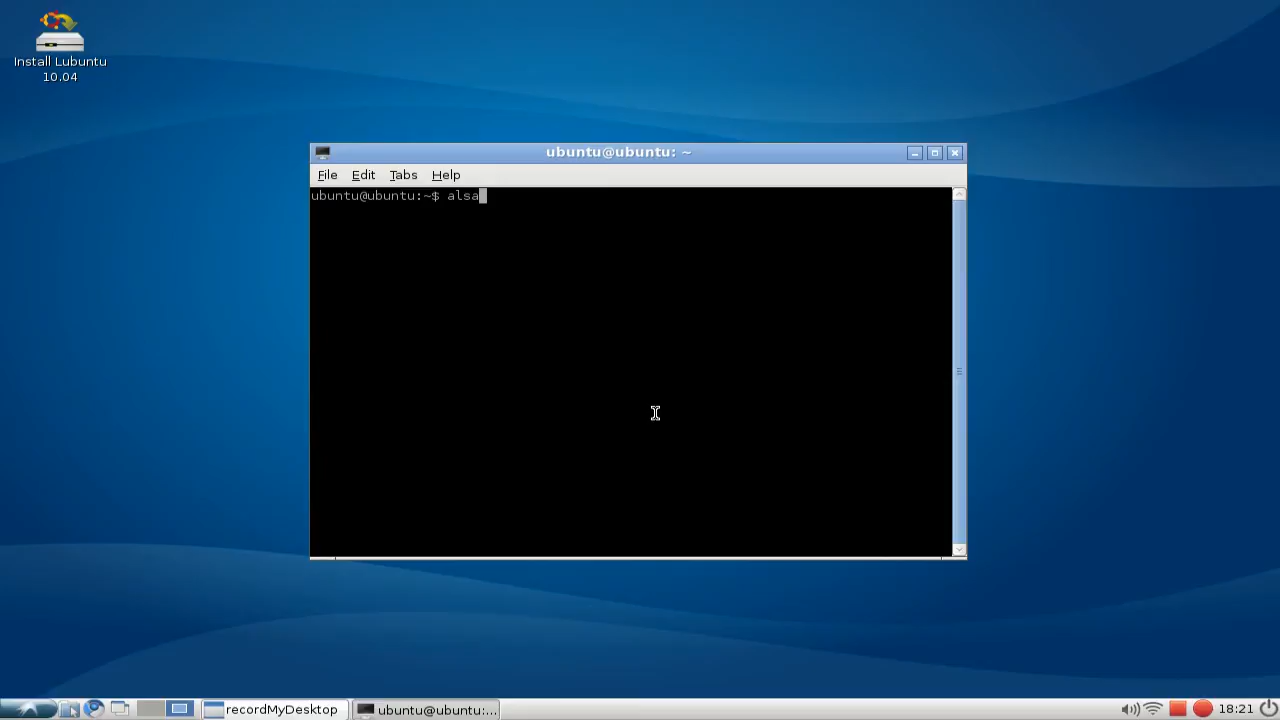 Install Lubuntu
10.04
ubuntu@ubuntu: ~
File Edit Tabs Help
ubuntu@ubuntu:~$ alsa
recordMyDesktop
ubuntu@ubuntu:...
18:21